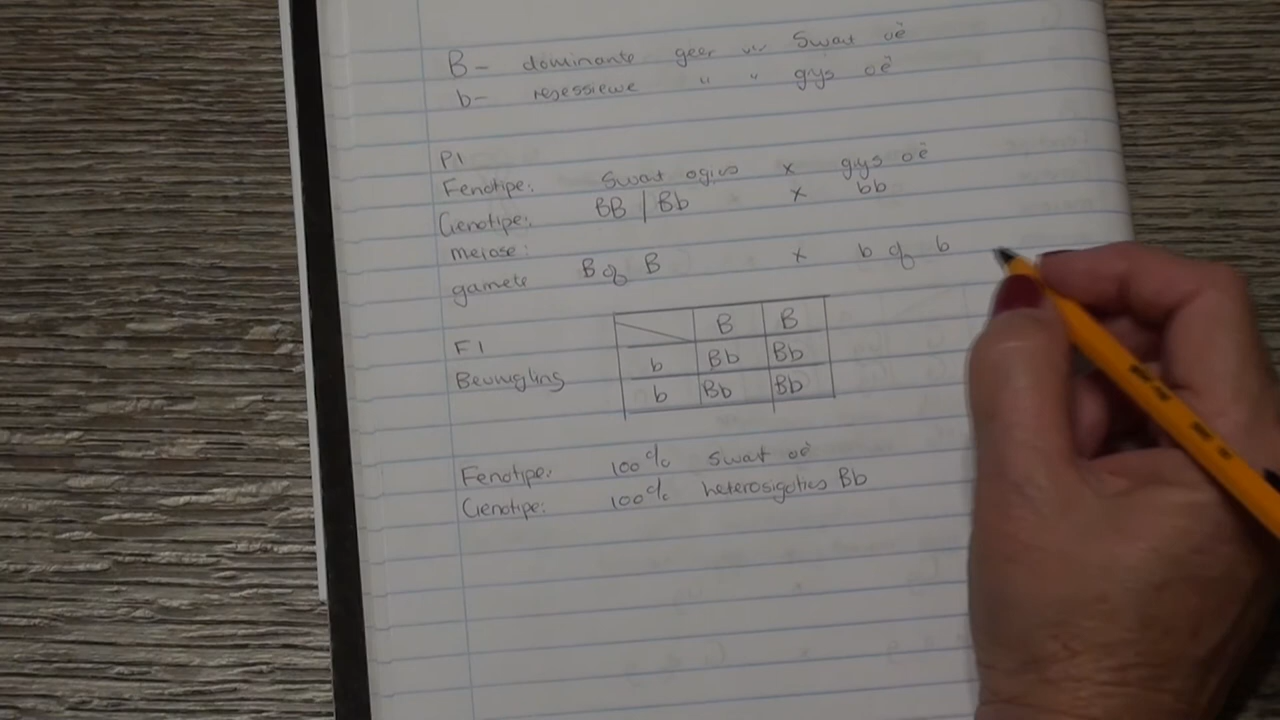 B - dominante geen vir Swart oë
b - resessiewe " " grys oë
P1
Fenotipe: Swart ogies x grys oë
Genotipe: BB | Bb x bb
meiose:
gamete B of B x b of b
B B
F1 b Bb Bb
Bevrugting b Bb Bb
Fenotipe: 100% swart oë
Genotipe: 100% heterosigoties Bb